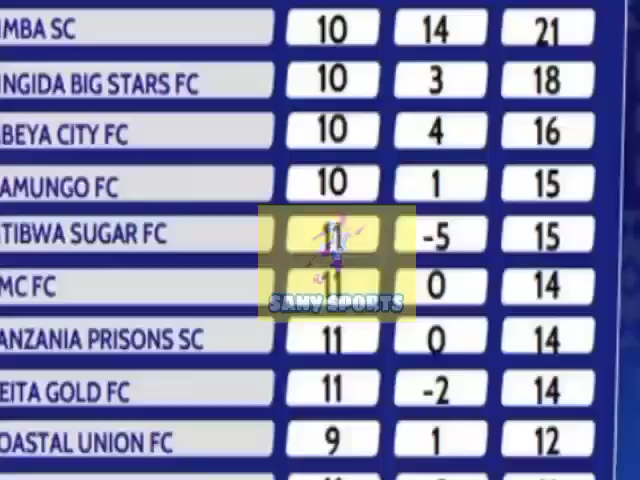 IMBA SC 10 14 21
INGIDA BIG STARS FC 10 3 18
BEYA CITY FC 10 4 16
AMUNGO FC 10 1 15
TIBWA SUGAR FC 11 -5 15
MC FC 11 0 14
ANZANIA PRISONS SC 11 0 14
EITA GOLD FC 11 -2 14
OASTAL UNION FC 9 1 12
SANY SPORTS